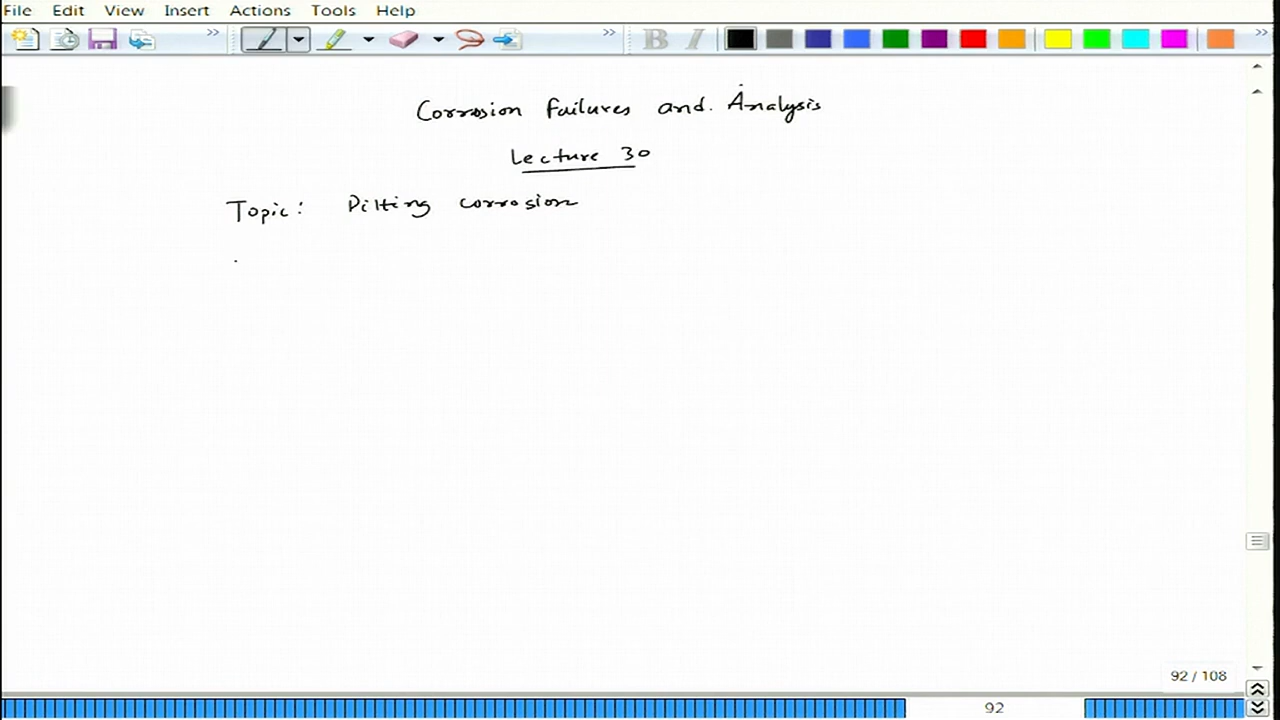 File Edit View Insert Actions Tools Help
B I
Corrosion Failures and. Analysis
Lecture 30
Topic: Pitting corrosion
92 / 108
92